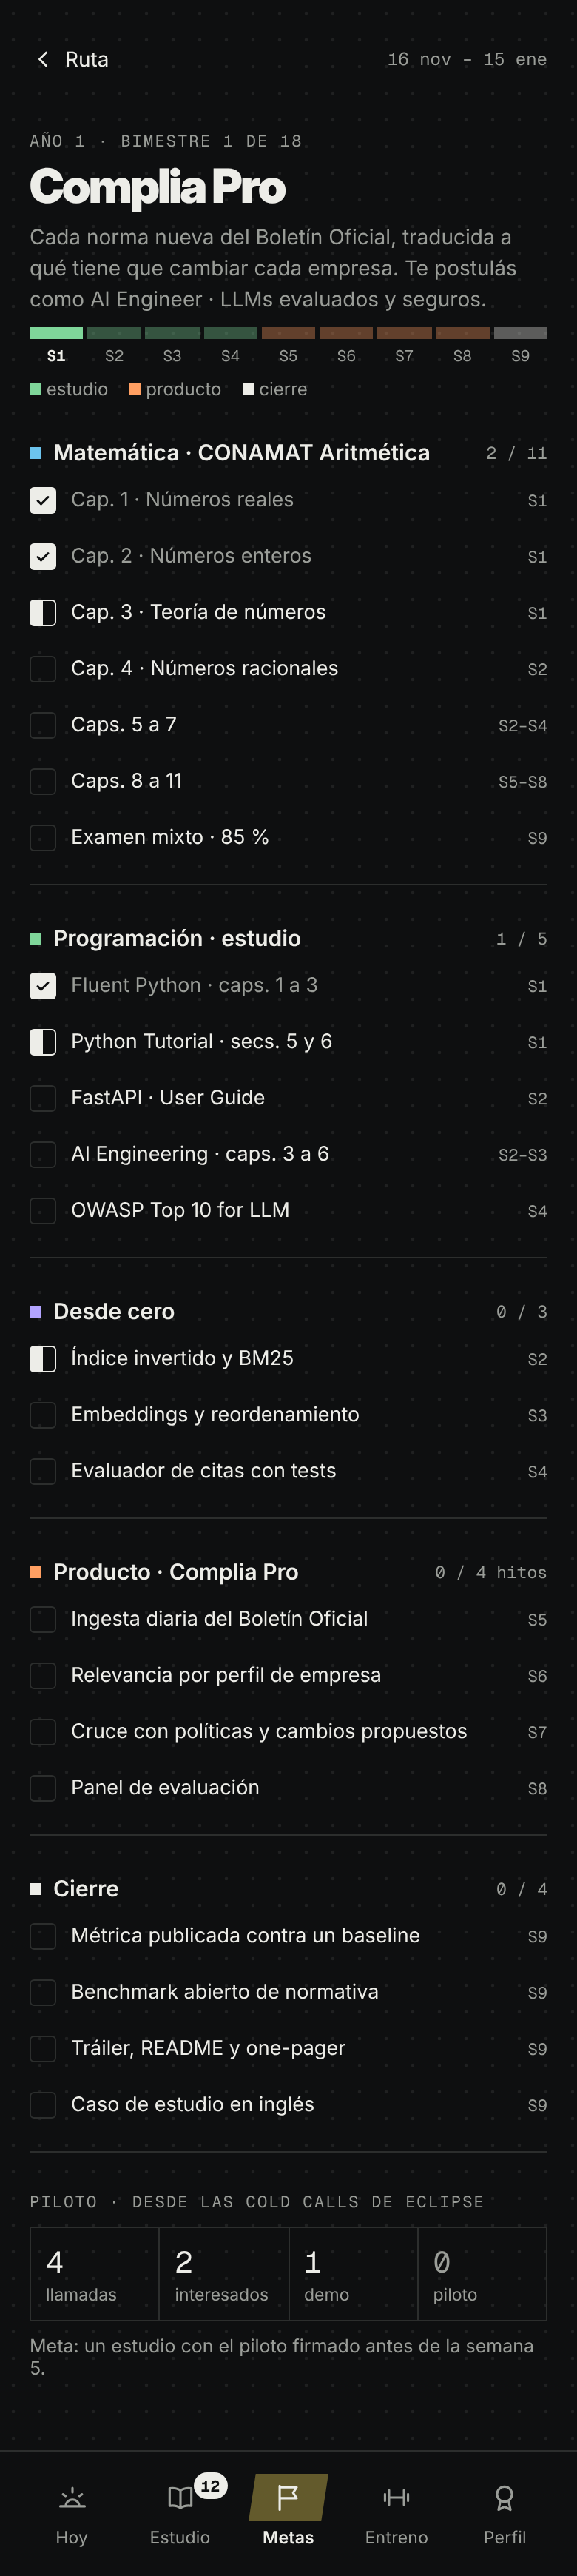 Ruta
16 nov – 15 ene
AÑO 1 · BIMESTRE 1 DE 18
Complia Pro
Cada norma nueva del Boletín Oficial, traducida a
qué tiene que cambiar cada empresa. Te postulás
como AI Engineer · LLMs evaluados y seguros.
S1 S2 S3 S4 S5 S6 S7 S8 S9
estudio producto cierre
Matemática · CONAMAT Aritmética 2 / 11
Cap. 1 · Números reales S1
Cap. 2 · Números enteros S1
Cap. 3 · Teoría de números S1
Cap. 4 · Números racionales S2
Caps. 5 a 7 S2–S4
Caps. 8 a 11 S5–S8
Examen mixto · 85 % S9
Programación · estudio 1 / 5
Fluent Python · caps. 1 a 3 S1
Python Tutorial · secs. 5 y 6 S1
FastAPI · User Guide S2
AI Engineering · caps. 3 a 6 S2–S3
OWASP Top 10 for LLM S4
Desde cero 0 / 3
Índice invertido y BM25 S2
Embeddings y reordenamiento S3
Evaluador de citas con tests S4
Producto · Complia Pro 0 / 4 hitos
Ingesta diaria del Boletín Oficial S5
Relevancia por perfil de empresa S6
Cruce con políticas y cambios propuestos S7
Panel de evaluación S8
Cierre 0 / 4
Métrica publicada contra un baseline S9
Benchmark abierto de normativa S9
Tráiler, README y one-pager S9
Caso de estudio en inglés S9
PILOTO · DESDE LAS COLD CALLS DE ECLIPSE
4 2 1 0
llamadas interesados demo piloto
Meta: un estudio con el piloto firmado antes de la semana
5.
12
Hoy Estudio Metas Entreno Perfil